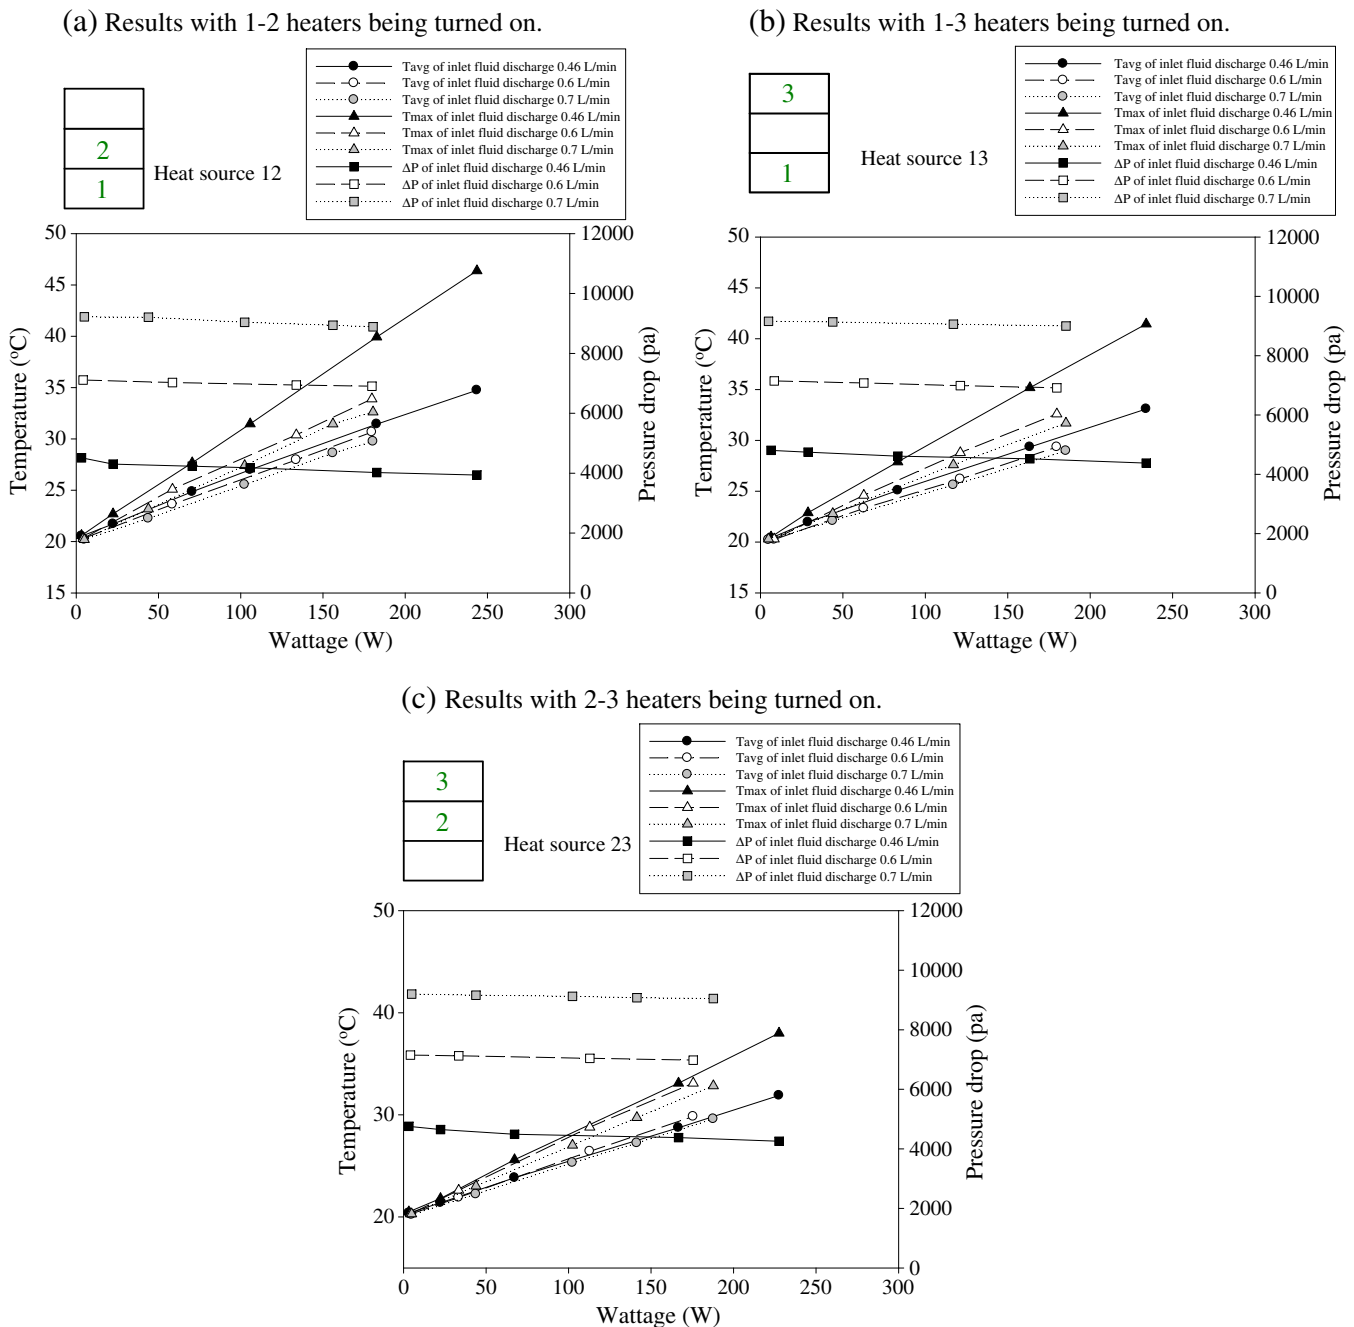 (a) Results with 1-2 heaters being turned on.
2
1
Heat source 12
Tavg of inlet fluid discharge 0.46 L/min
Tavg of inlet fluid discharge 0.6 L/min
Tavg of inlet fluid discharge 0.7 L/min
Tmax of inlet fluid discharge 0.46 L/min
Tmax of inlet fluid discharge 0.6 L/min
Tmax of inlet fluid discharge 0.7 L/min
ΔP of inlet fluid discharge 0.46 L/min
ΔP of inlet fluid discharge 0.6 L/min
ΔP of inlet fluid discharge 0.7 L/min
Temperature (°C)
50
45
40
35
30
25
20
15
0 50 100 150 200 250 300
Wattage (W)
12000
10000
8000
6000
4000
2000
0
Pressure drop (pa)
(b) Results with 1-3 heaters being turned on.
3
1
Heat source 13
Tavg of inlet fluid discharge 0.46 L/min
Tavg of inlet fluid discharge 0.6 L/min
Tavg of inlet fluid discharge 0.7 L/min
Tmax of inlet fluid discharge 0.46 L/min
Tmax of inlet fluid discharge 0.6 L/min
Tmax of inlet fluid discharge 0.7 L/min
ΔP of inlet fluid discharge 0.46 L/min
ΔP of inlet fluid discharge 0.6 L/min
ΔP of inlet fluid discharge 0.7 L/min
Temperature (°C)
50
45
40
35
30
25
20
15
0 50 100 150 200 250 300
Wattage (W)
12000
10000
8000
6000
4000
2000
0
Pressure drop (pa)
(c) Results with 2-3 heaters being turned on.
3
2
Heat source 23
Tavg of inlet fluid discharge 0.46 L/min
Tavg of inlet fluid discharge 0.6 L/min
Tavg of inlet fluid discharge 0.7 L/min
Tmax of inlet fluid discharge 0.46 L/min
Tmax of inlet fluid discharge 0.6 L/min
Tmax of inlet fluid discharge 0.7 L/min
ΔP of inlet fluid discharge 0.46 L/min
ΔP of inlet fluid discharge 0.6 L/min
ΔP of inlet fluid discharge 0.7 L/min
Temperature (°C)
50
40
30
20
0 50 100 150 200 250 300
Wattage (W)
12000
10000
8000
6000
4000
2000
0
Pressure drop (pa)